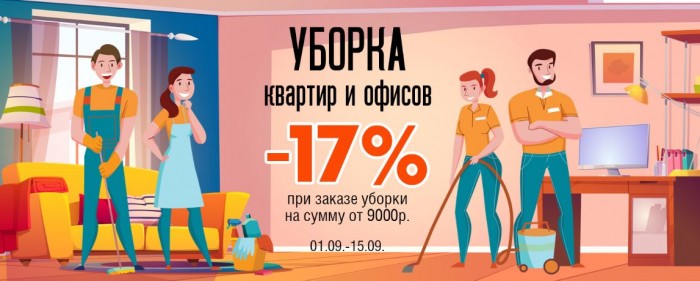 УБОРКА
КВАРТИР И ОФИСОВ
-17%
при заказе уборки
на сумму от 9000р.
01.09.-15.09.